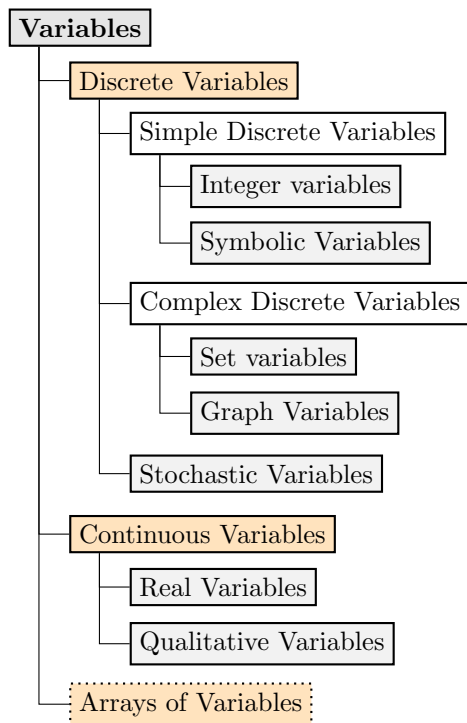 Variables
Discrete Variables
Simple Discrete Variables
Integer variables
Symbolic Variables
Complex Discrete Variables
Set variables
Graph Variables
Stochastic Variables
Continuous Variables
Real Variables
Qualitative Variables
Arrays of Variables